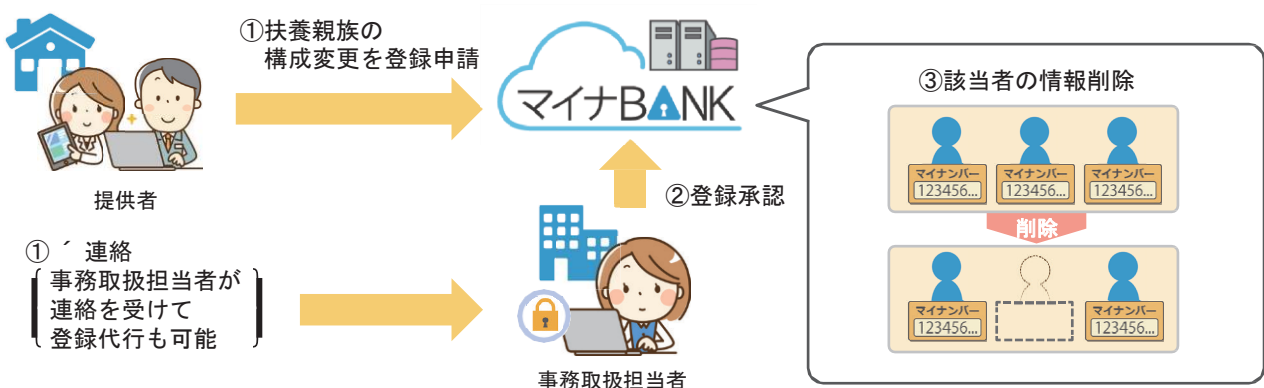 ①扶養親族の
構成変更を登録申請
マイナBANK
提供者
②登録承認
①´連絡
事務取扱担当者が
連絡を受けて
登録代行も可能
事務取扱担当者
③該当者の情報削除
マイナンバー
123456...
マイナンバー
123456...
マイナンバー
123456...
削除
マイナンバー
123456...
マイナンバー
123456...